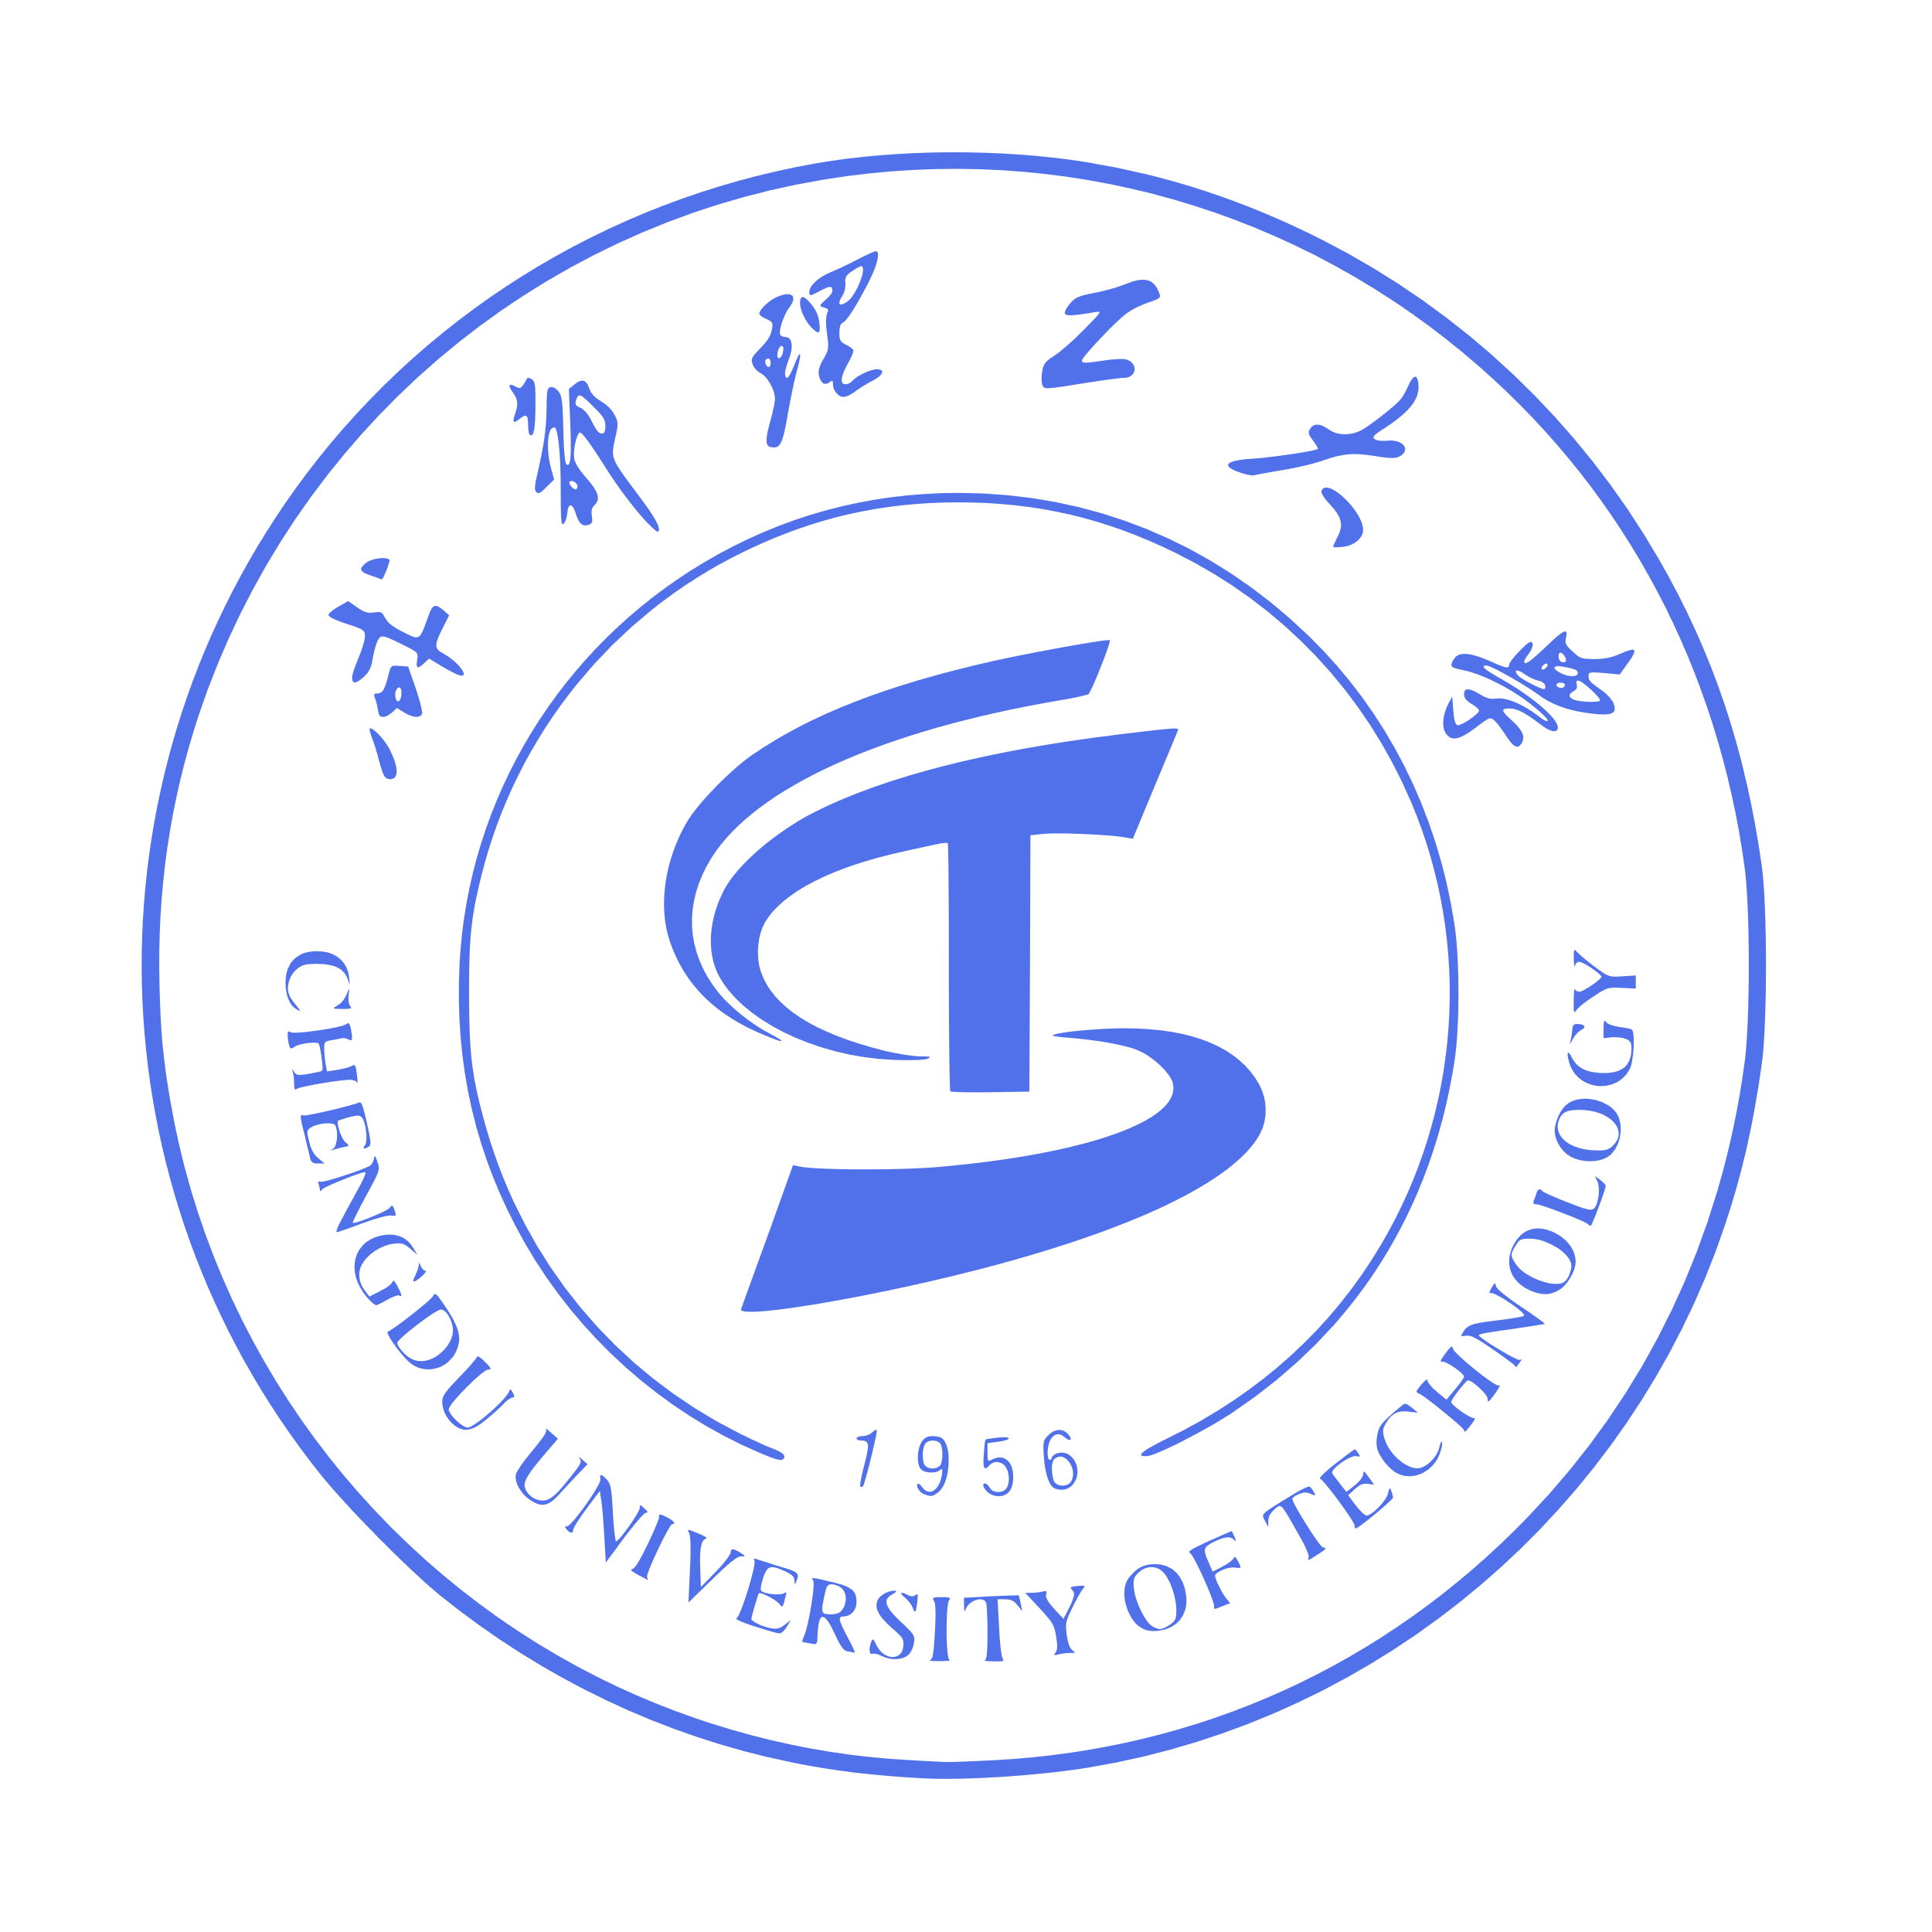 成都理工大学
CHENGDU UNIVERSITY OF TECHNOLOGY
1956